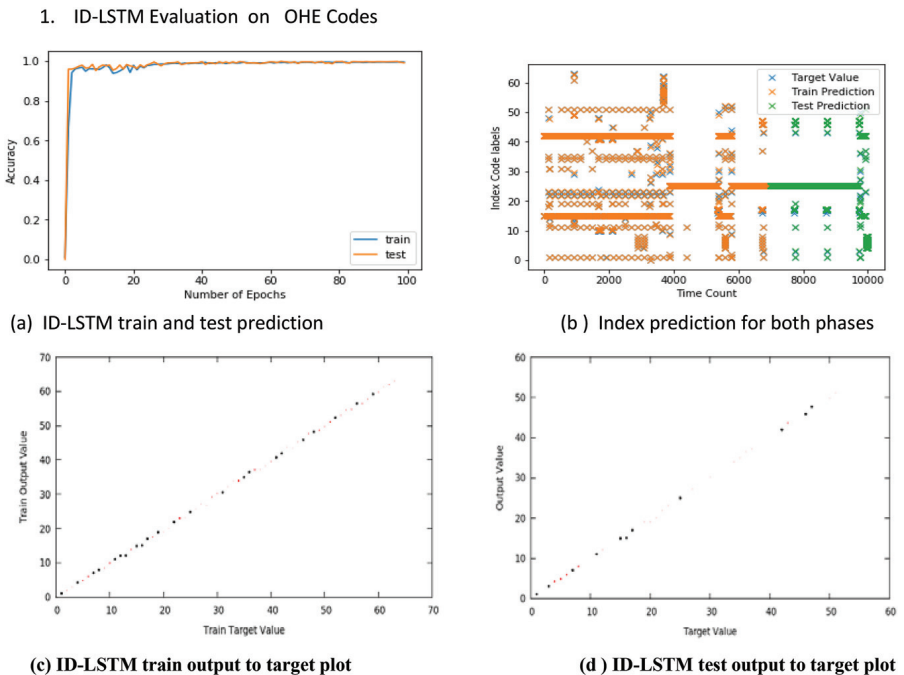 1. ID-LSTM Evaluation on OHE Codes
1.0
0.8
0.6
0.4
0.2
0.0
Accuracy
train
test
0 20 40 60 80 100
Number of Epochs
60
50
40
30
20
10
0
Index Code labels
Target Value
Train Prediction
Test Prediction
0 2000 4000 6000 8000 10000
Time Count
(a) ID-LSTM train and test prediction
(b ) Index prediction for both phases
70
60
50
40
30
20
10
0
Train Output Value
0 10 20 30 40 50 60 70
Train Target Value
70
60
50
40
30
20
10
0
Output Value
0 10 20 30 40 50 60
Target Value
(c) ID-LSTM train output to target plot
(d ) ID-LSTM test output to target plot